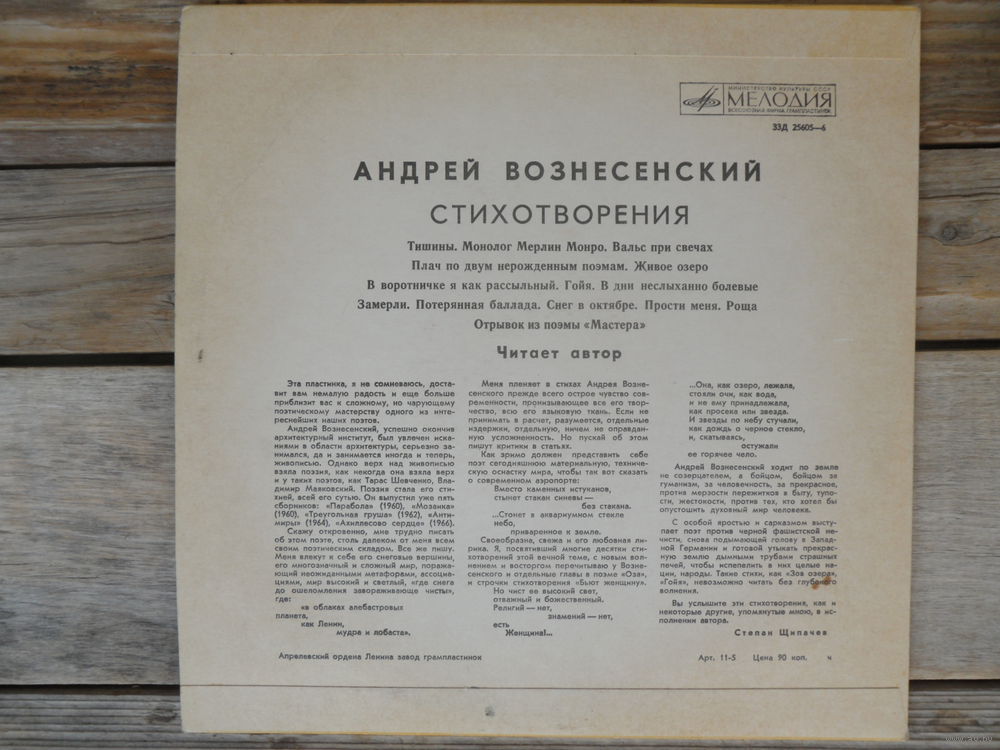 МИНИСТЕРСТВО КУЛЬТУРЫ СССР
МЕЛОДИЯ
ВСЕСОЮЗНАЯ ФИРМА ГРАМПЛАСТИНОК
33Д 25605—6
АНДРЕЙ ВОЗНЕСЕНСКИЙ
СТИХОТВОРЕНИЯ
Тишины. Монолог Мерлин Монро. Вальс при свечах
Плач по двум нерожденным поэмам. Живое озеро
В воротничке я как рассыльный. Гойя. В дни неслыханно болевые
Замерли. Потерянная баллада. Снег в октябре. Прости меня. Роща
Отрывок из поэмы «Мастера»
Читает автор
Эта пластинка, я не сомневаюсь, доста-
вит вам немалую радость и еще больше
приблизит вас к сложному, но чарующему
поэтическому мастерству одного из инте-
реснейших наших поэтов.
Андрей Вознесенский, успешно окончив
архитектурный институт, был увлечен иска-
ниями в области архитектуры, серьезно за-
нимался, да и занимается иногда и теперь,
живописью. Однако верх над живописью
взяла поэзия, как некогда она взяла верх
и у таких поэтов, как Тарас Шевченко, Вла-
димир Маяковский. Поэзия стала его сти-
хией, всей его сутью. Он выпустил уже пять
сборников: «Парабола» (1960), «Мозаика»
(1960), «Треугольная груша» (1962), «Анти-
миры» (1964), «Ахиллесово сердце» (1966).
Скажу откровенно, мне трудно писать
об этом поэте, столь далеком от меня всем
своим поэтическим складом. Все же пишу.
Меня влекут к себе его снеговые вершины,
его многозначный и сложный мир, поража-
ющий неожиданными метафорами, ассоциа-
циями, мир высокий и светлый, «где снега
до ошеломления завораживающе чисты»,
где:
«в облаках алебастровых
планета,
как Ленин,
мудра и лобаста»,
Меня пленяет в стихах Андрея Возне-
сенского прежде всего острое чувство сов-
ременности, пронизывающее все его твор-
чество, всю его языковую ткань. Если не
принимать в расчет, разумеется, отдельные
издержки, отдельную, ничем не оправдан-
ную усложненность. Но пускай об этом
пишут критики в статьях.
Как зримо должен представить себе
поэт сегодняшнюю материальную, техниче-
скую оснастку мира, чтобы так вот сказать
о современном аэропорте:
Вместо каменных истуканов,
стынет стакан синевы —
без стакана.
...Стонет в аквариумном стекле
небо,
приваренное к земле.
Своеобразна, свежа и его любовная ли-
рика. Я, посвятивший многие десятки сти-
хотворений этой вечной теме, с новым вол-
нением и восторгом перечитываю у Возне-
сенского и отдельные главы в поэме «Оза»,
и строчки стихотворения «Бьют женщину».
Но чист ее высокий свет,
отважный и божественный.
Религий — нет,
знамений — нет,
есть
Женщина!...
...Она, как озеро, лежала,
стояли очи, как вода,
и не ему принадлежала,
как просека или звезда.
И звезды по небу стучали,
как дождь о черное стекло,
и, скатываясь,
остужали
ее горячее чело.
Андрей Вознесенский ходит по земле
не созерцателем, а бойцом, бойцом за
гуманизм, за человечность, за прекрасное,
против мерзости пережитков в быту, тупо-
сти, жестокости, против тех, кто хотел бы
опустошить духовный мир человека.
С особой яростью и сарказмом высту-
пает поэт против черной фашистской не-
чисти, снова подымающей голову в Запад-
ной Германии и готовой утыкать прекрас-
ную землю дымными трубами страшных
печей, чтобы испепелить в них целые на-
ции, народы. Такие стихи, как «Зов озера»,
«Гойя», невозможно читать без глубокого
волнения.
Вы услышите эти стихотворения, как и
некоторые другие, упомянутые мною, в ис-
полнении автора.
Степан Щипачев
Апрелевский ордена Ленина завод грампластинок
Арт. 11-5 Цена 90 коп. ч
www.ay.by